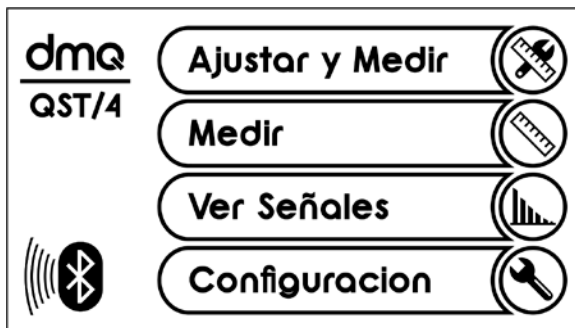 dmq
QST/4
Ajustar y Medir
Medir
Ver Señales
Configuracion